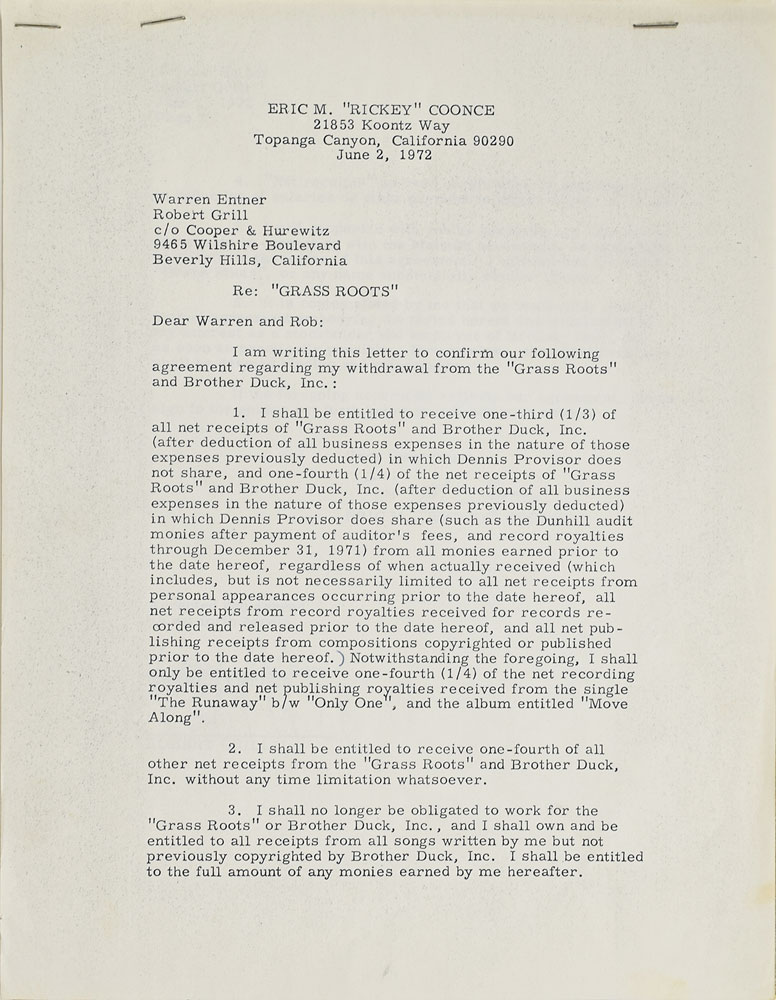 ERIC M. "RICKEY" COONCE
21853 Koontz Way
Topanga Canyon, California 90290
June 2, 1972
Warren Entner
Robert Grill
c/o Cooper & Hurewitz
9465 Wilshire Boulevard
Beverly Hills, California
Re: "GRASS ROOTS"
Dear Warren and Rob:
I am writing this letter to confirm our following
agreement regarding my withdrawal from the "Grass Roots"
and Brother Duck, Inc.:
1. I shall be entitled to receive one-third (1/3) of
all net receipts of "Grass Roots" and Brother Duck, Inc.
(after deduction of all business expenses in the nature of those
expenses previously deducted) in which Dennis Provisor does
not share, and one-fourth (1/4) of the net receipts of "Grass
Roots" and Brother Duck, Inc. (after deduction of all business
expenses in the nature of those expenses previously deducted)
in which Dennis Provisor does share (such as the Dunhill audit
monies after payment of auditor's fees, and record royalties
through December 31, 1971) from all monies earned prior to
the date hereof, regardless of when actually received (which
includes, but is not necessarily limited to all net receipts from
personal appearances occurring prior to the date hereof, all
net receipts from record royalties received for records re-
corded and released prior to the date hereof, and all net pub-
lishing receipts from compositions copyrighted or published
prior to the date hereof.) Notwithstanding the foregoing, I shall
only be entitled to receive one-fourth (1/4) of the net recording
royalties and net publishing royalties received from the single
"The Runaway" b/w "Only One", and the album entitled "Move
Along".
2. I shall be entitled to receive one-fourth of all
other net receipts from the "Grass Roots" and Brother Duck,
Inc. without any time limitation whatsoever.
3. I shall no longer be obligated to work for the
"Grass Roots" or Brother Duck, Inc., and I shall own and be
entitled to all receipts from all songs written by me but not
previously copyrighted by Brother Duck, Inc. I shall be entitled
to the full amount of any monies earned by me hereafter.